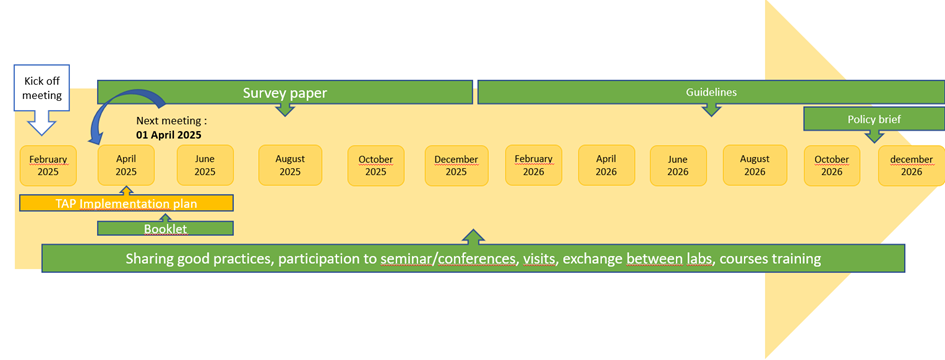 Kick off
meeting
Survey paper
Guidelines
Next meeting :
01 April 2025
Policy brief
February
2025
April
2025
June
2025
August
2025
October
2025
December
2025
February
2026
April
2026
June
2026
August
2026
October
2026
december
2026
TAP Implementation plan
Booklet
Sharing good practices, participation to seminar/conferences, visits, exchange between labs, courses training